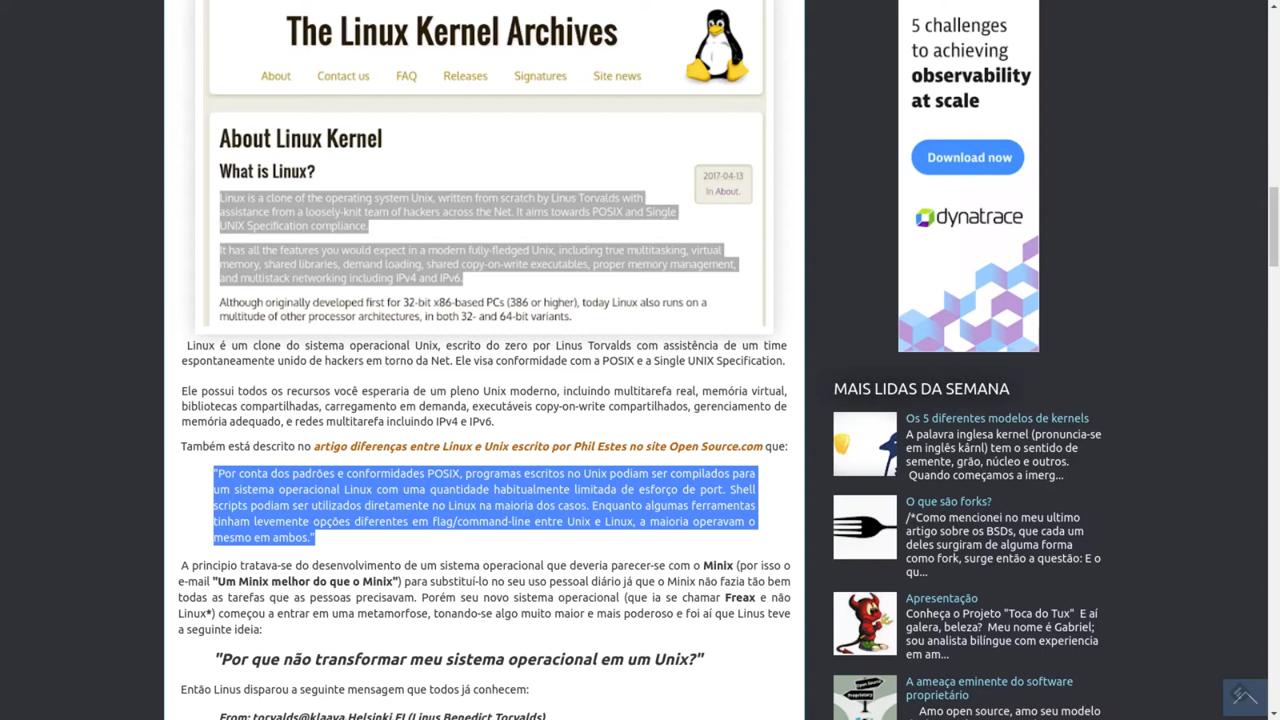 The Linux Kernel Archives
About Contact us FAQ Releases Signatures Site news
About Linux Kernel
What is Linux?
2017-04-13
In About.
Linux is a clone of the operating system Unix, written from scratch by Linus Torvalds with
assistance from a loosely-knit team of hackers across the Net. It aims towards POSIX and Single
UNIX Specification compliance.
It has all the features you would expect in a modern fully-fledged Unix, including true multitasking, virtual
memory, shared libraries, demand loading, shared copy-on-write executables, proper memory management,
and multistack networking including IPv4 and IPv6.
Although originally developed first for 32-bit x86-based PCs (386 or higher), today Linux also runs on a
multitude of other processor architectures, in both 32- and 64-bit variants.
Linux é um clone do sistema operacional Unix, escrito do zero por Linus Torvalds com assistência de um time
espontaneamente unido de hackers em torno da Net. Ele visa conformidade com a POSIX e a Single UNIX Specification.
Ele possui todos os recursos você esperaria de um pleno Unix moderno, incluindo multitarefa real, memória virtual,
bibliotecas compartilhadas, carregamento em demanda, executáveis copy-on-write compartilhados, gerenciamento de
memória adequado, e redes multitarefa incluindo IPv4 e IPv6.
Também está descrito no artigo diferenças entre Linux e Unix escrito por Phil Estes no site Open Source.com que:
"Por conta dos padrões e conformidades POSIX, programas escritos no Unix podiam ser compilados para
um sistema operacional Linux com uma quantidade habitualmente limitada de esforço de port. Shell
scripts podiam ser utilizados diretamente no Linux na maioria dos casos. Enquanto algumas ferramentas
tinham levemente opções diferentes em flag/command-line entre Unix e Linux, a maioria operavam o
mesmo em ambos."
A principio tratava-se do desenvolvimento de um sistema operacional que deveria parecer-se com o Minix (por isso o
e-mail "Um Minix melhor do que o Minix") para substituí-lo no seu uso pessoal diário já que o Minix não fazia tão bem
todas as tarefas que as pessoas precisavam. Porém seu novo sistema operacional (que ia se chamar Freax e não
Linux*) começou a entrar em uma metamorfose, tonando-se algo muito maior e mais poderoso e foi aí que Linus teve
a seguinte ideia:
"Por que não transformar meu sistema operacional em um Unix?"
Então Linus disparou a seguinte mensagem que todos já conhecem:
From: torvalds@klaava.Helsinki.FI (Linus Benedict Torvalds)
5 challenges
to achieving
observability
at scale
Download now
dynatrace
MAIS LIDAS DA SEMANA
Os 5 diferentes modelos de kernels
A palavra inglesa kernel (pronuncia-
se em inglês kârnl) tem o sentido de
semente, grão, núcleo e outros.
Quando começamos a imerg...
O que são forks?
/*Como mencionei no meu ultimo
artigo sobre os BSDs, que cada um
deles surgiram de alguma forma
como fork, surge então a questão: E o
qu...
Apresentação
Conheça o Projeto "Toca do Tux" E aí
galera, beleza? Meu nome é Gabriel;
sou analista bilíngue com experiencia
em am...
Open Source
Proprietary
A ameaça eminente do software
proprietário
Amo open source, amo seu modelo